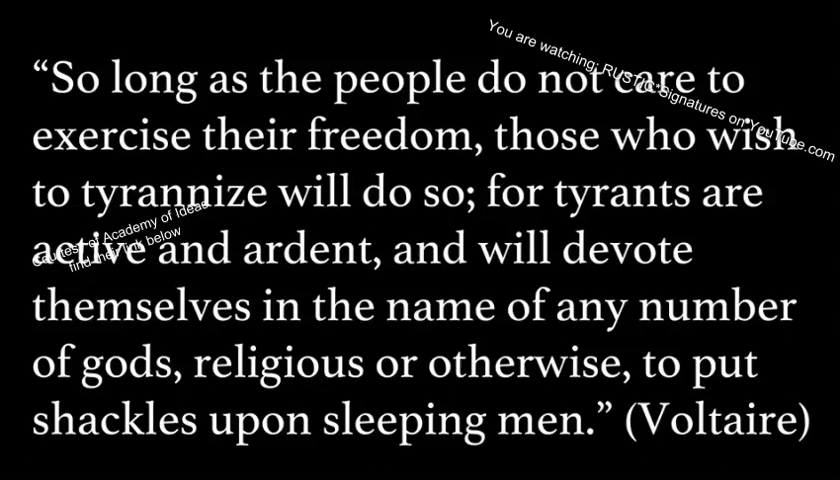 You are watching: RUSTIC*Signatures on YouTube.com
“So long as the people do not care to
exercise their freedom, those who wish
to tyrannize will do so; for tyrants are
active and ardent, and will devote
themselves in the name of any number
of gods, religious or otherwise, to put
shackles upon sleeping men.” (Voltaire)
Courtesy of Academy of Ideas
find their link below